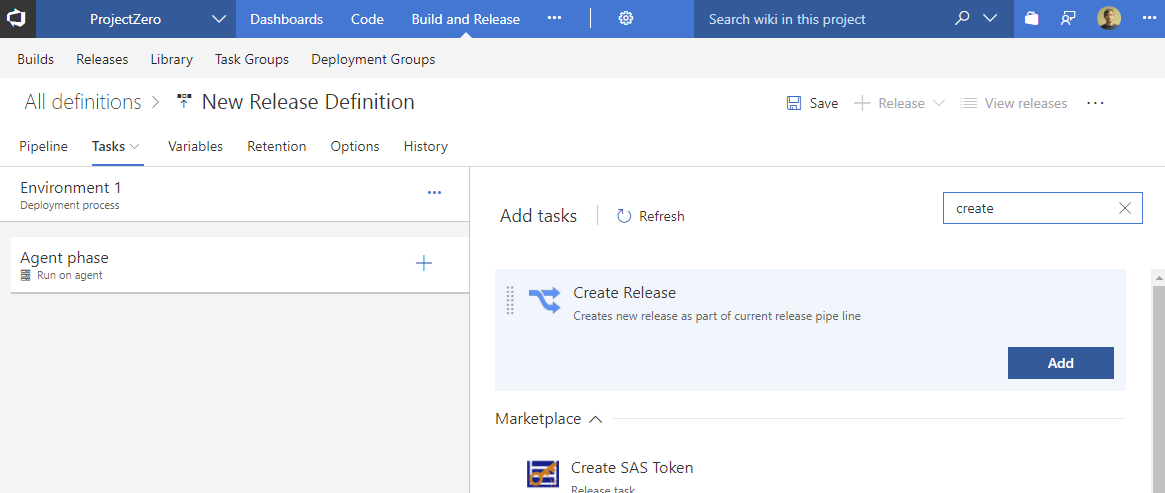 ProjectZero Dashboards Code Build and Release ··· Search wiki in this project ···
Builds Releases Library Task Groups Deployment Groups
All definitions > New Release Definition Save + Release View releases ···
Pipeline Tasks Variables Retention Options History
Environment 1 ···
Deployment process
Add tasks Refresh create
Agent phase +
Run on agent
Create Release
Creates new release as part of current release pipe line
Add
Marketplace
Create SAS Token
Release task